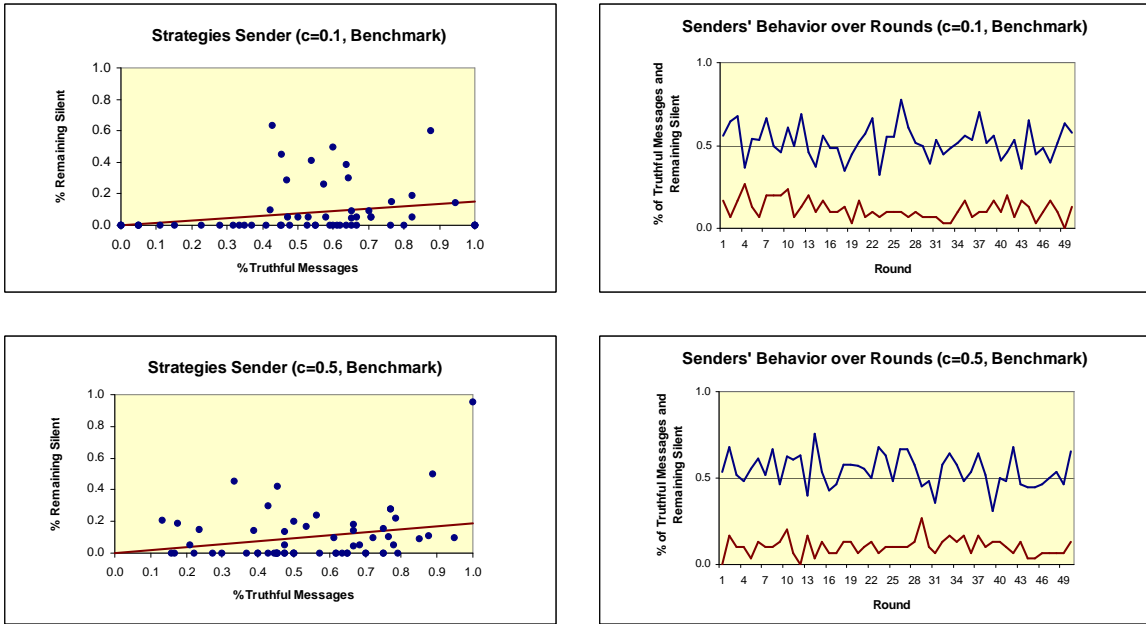 Strategies Sender (c=0.1, Benchmark)
% Remaining Silent
1.0
0.8
0.6
0.4
0.2
0.0
0.0 0.1 0.2 0.3 0.4 0.5 0.6 0.7 0.8 0.9 1.0
% Truthful Messages
Senders' Behavior over Rounds (c=0.1, Benchmark)
% of Truthful Messages and
Remaining Silent
1.0
0.5
0.0
1 4 7 10 13 16 19 22 25 28 31 34 37 40 43 46 49
Round
Strategies Sender (c=0.5, Benchmark)
% Remaining Silent
1.0
0.8
0.6
0.4
0.2
0.0
0.0 0.1 0.2 0.3 0.4 0.5 0.6 0.7 0.8 0.9 1.0
% Truthful Messages
Senders' Behavior over Rounds (c=0.5, Benchmark)
% of Truthful Messages and
Remaining Silent
1.0
0.5
0.0
1 4 7 10 13 16 19 22 25 28 31 34 37 40 43 46 49
Round